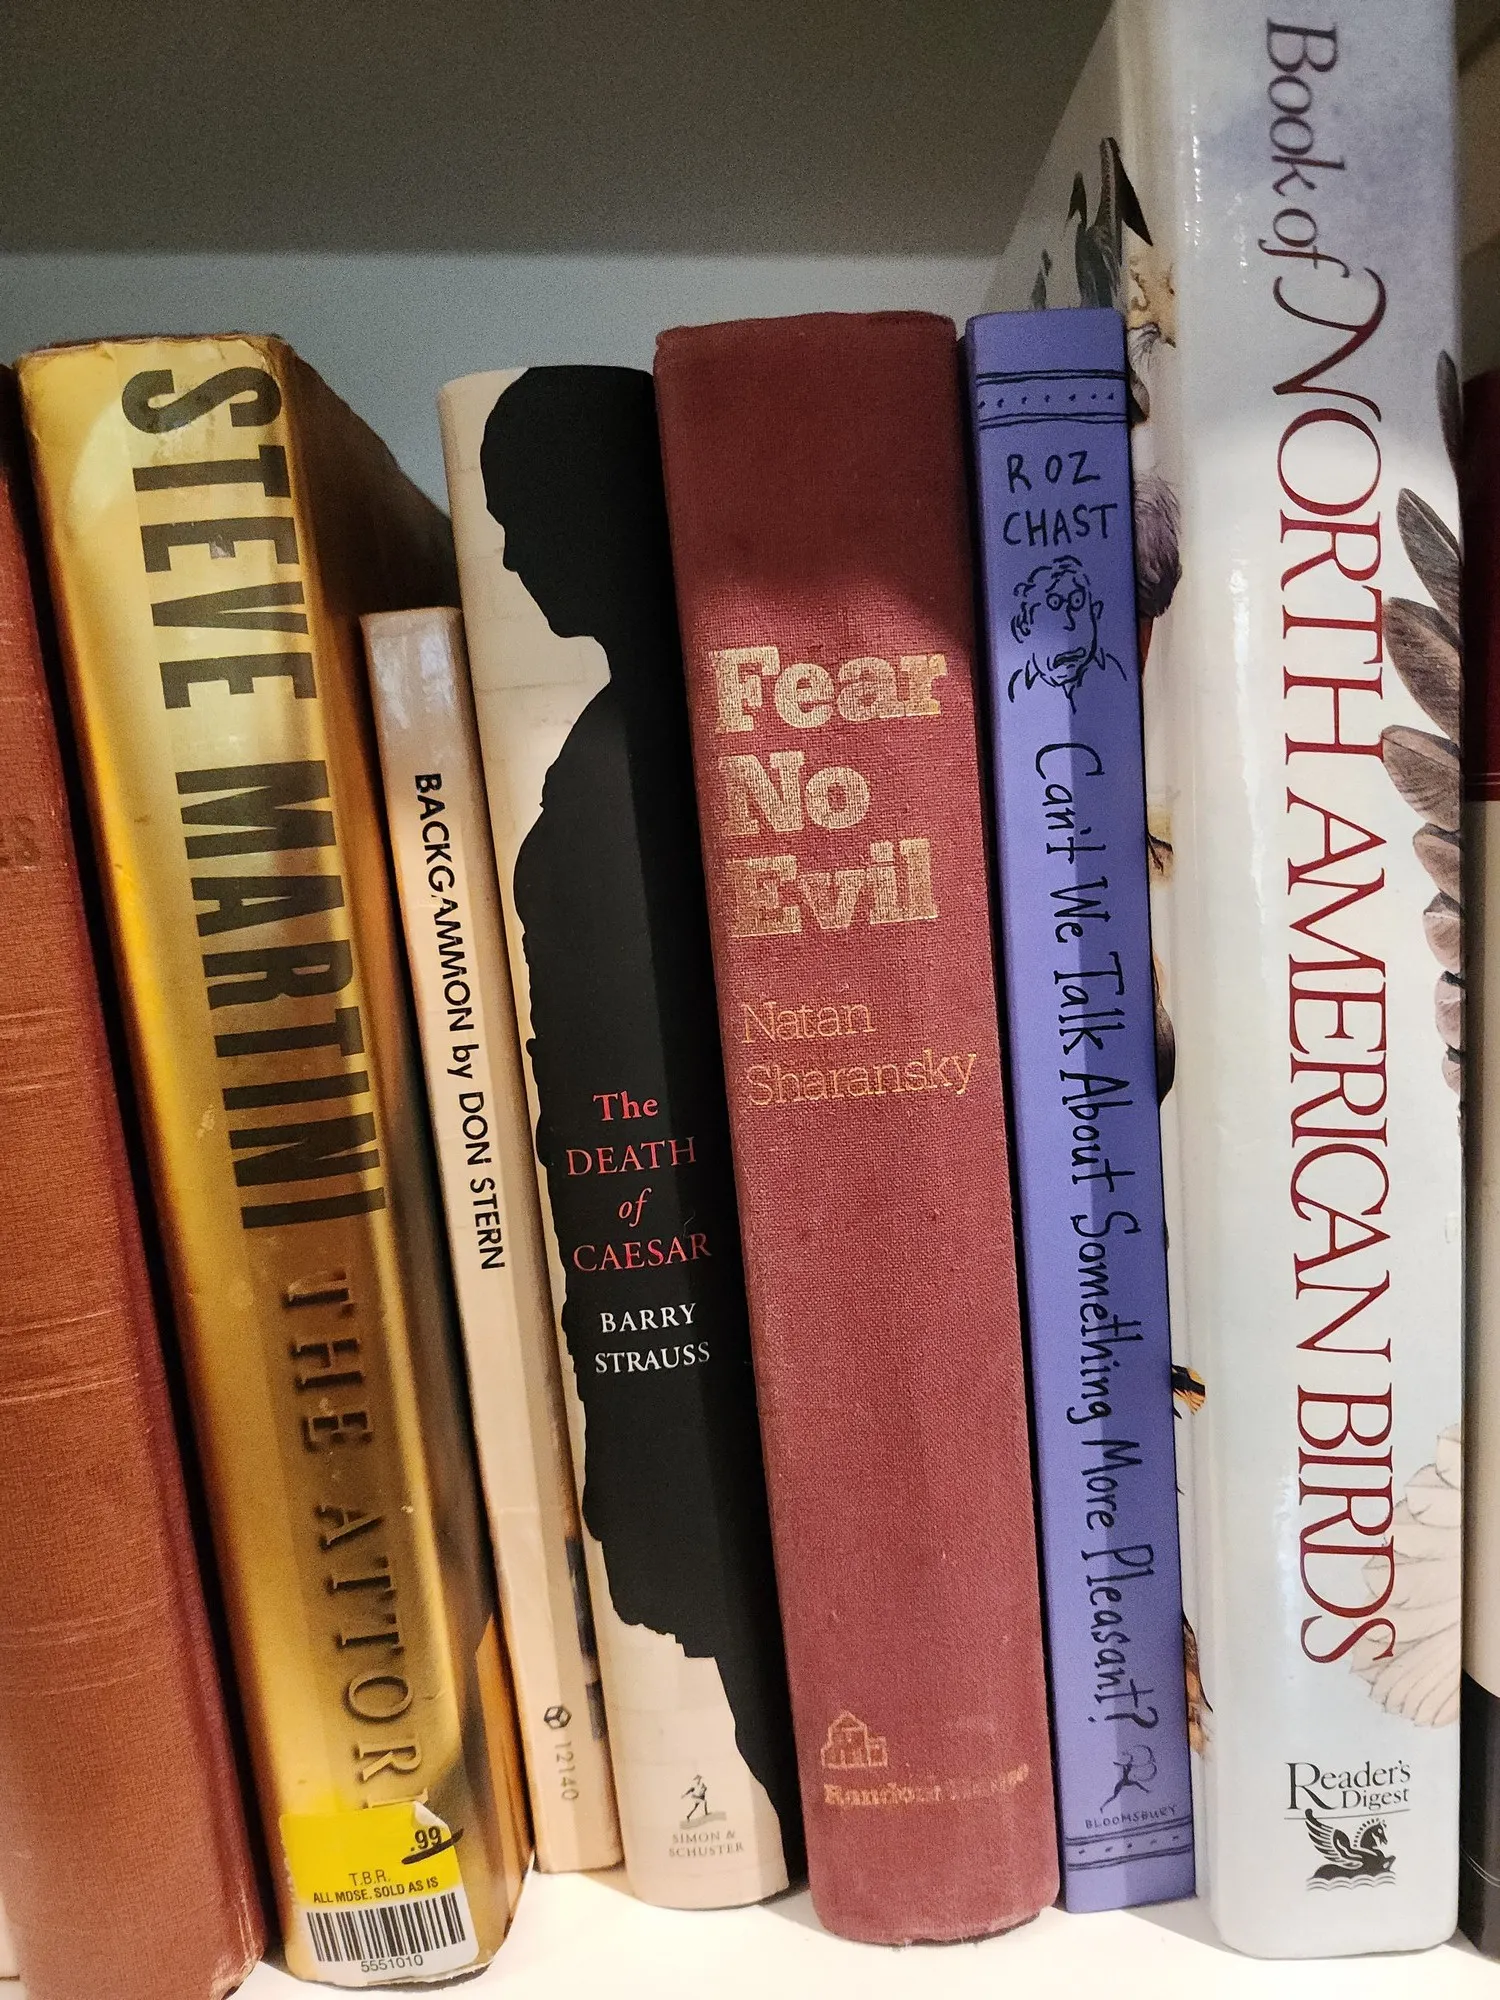 STEVE MARTINI THE ATTOR
.99
T.B.R.
ALL MDSE. SOLD AS IS
5551010
BACKGAMMON by DON STERN
12140
The
DEATH
of
CAESAR
BARRY
STRAUSS
SIMON &
SCHUSTER
Fear
No
Evil
Natan
Sharansky
Random House
ROZ
CHAST
Can't We Talk About Something More Pleasant?
BLOOMSBURY
Book of NORTH AMERICAN BIRDS
Reader's
Digest